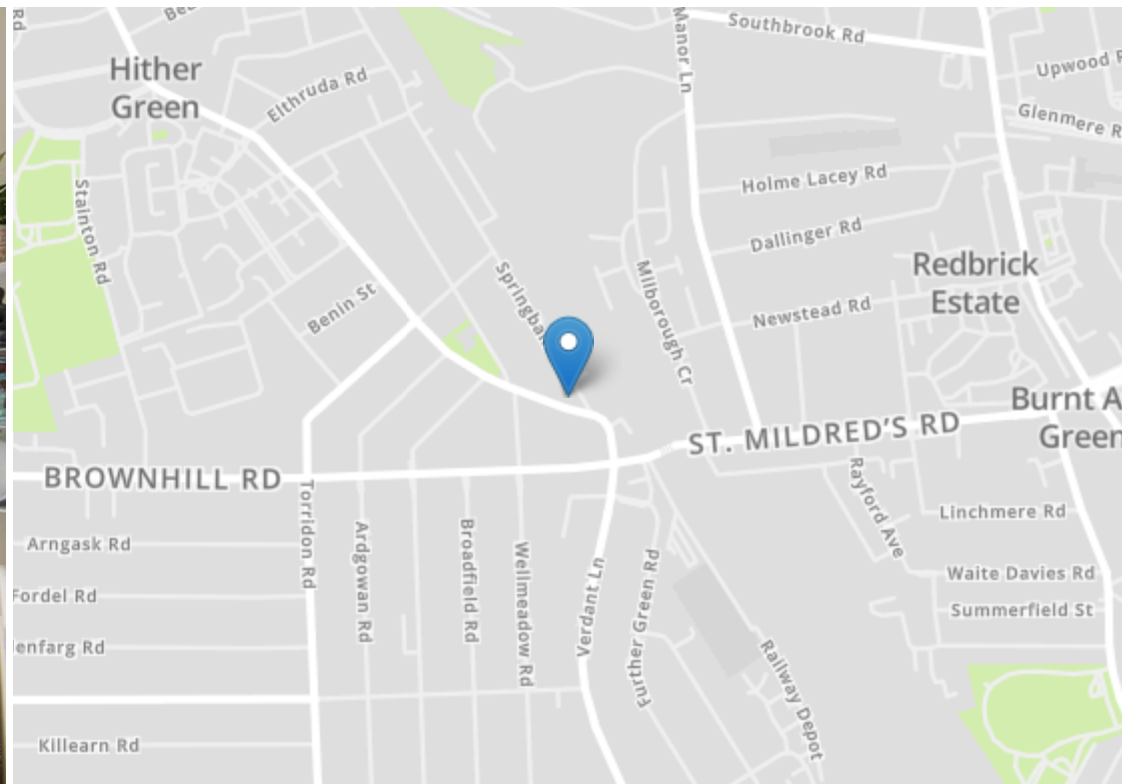 Rd
Southbrook Rd
Manor Ln
Upwood
Hither
Green
Elthruda Rd
Glenmere
Holme Lacey Rd
Stainton Rd
Dallinger Rd
Redbrick
Estate
Milborough Cr
Benin St
Newstead Rd
Burnt
Green
ST. MILDRED'S RD
BROWNHILL RD
Torridon Rd
Rayford Ave
Linchmere Rd
Arngask Rd
Ardgowan Rd
Broadfield Rd
Wellmeadow Rd
Verdant Ln
Further Green Rd
Waite Davies Rd
Fordel Rd
Summerfield St
enfarg Rd
Railway Depot
Killearn Rd